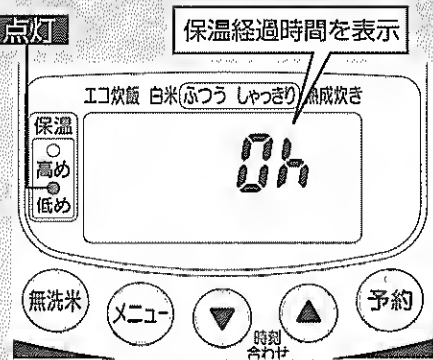 点灯
保温経過時間を表示
エコ炊飯 白米(ふつう しゃっきり)熟成炊き
保温
高め
低め
0h
無洗米
メニュー
▼
▲
予約
時刻
合わせ